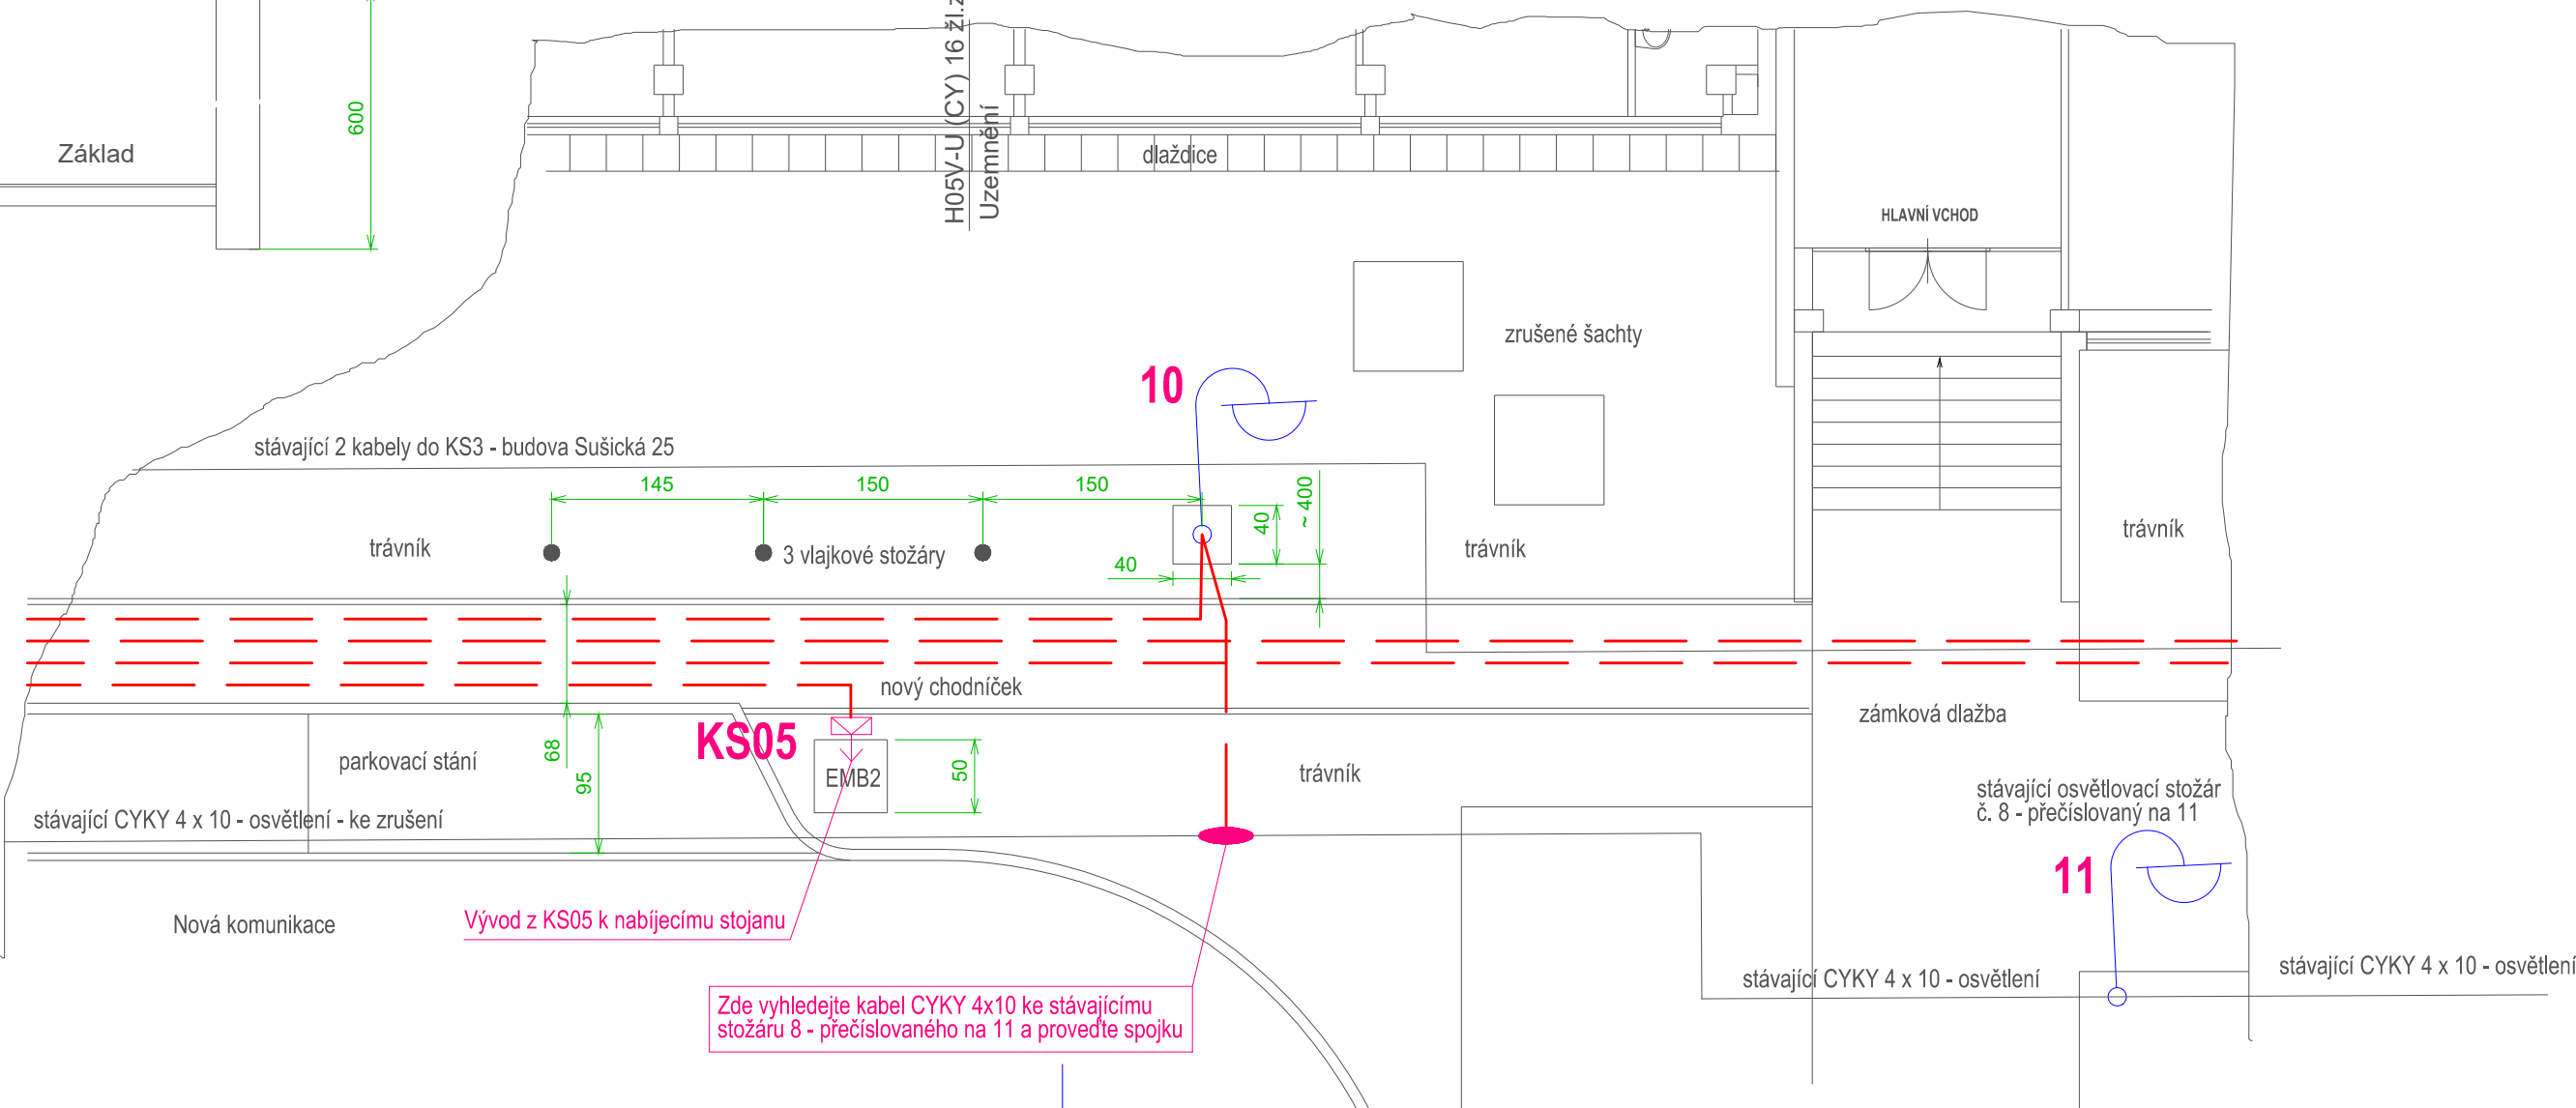 600
Základ
H05V-U (CY) 16 žl.z
Uzemnění
dlaždice
HLAVNÍ VCHOD
zrušené šachty
10
stávající 2 kabely do KS3 - budova Sušická 25
145
150
150
~ 400
40
40
trávník
3 vlajkové stožáry
trávník
trávník
nový chodníček
zámková dlažba
KS05
68
95
parkovací stání
EMB2
50
trávník
stávající osvětlovací stožár
č. 8 - přečíslovaný na 11
stávající CYKY 4 x 10 - osvětlení - ke zrušení
11
Nová komunikace
Vývod z KS05 k nabíjecímu stojanu
stávající CYKY 4 x 10 - osvětlení
stávající CYKY 4 x 10 - osvětlení
Zde vyhledejte kabel CYKY 4x10 ke stávajícímu
stožáru 8 - přečíslovaného na 11 a proveďte spojku